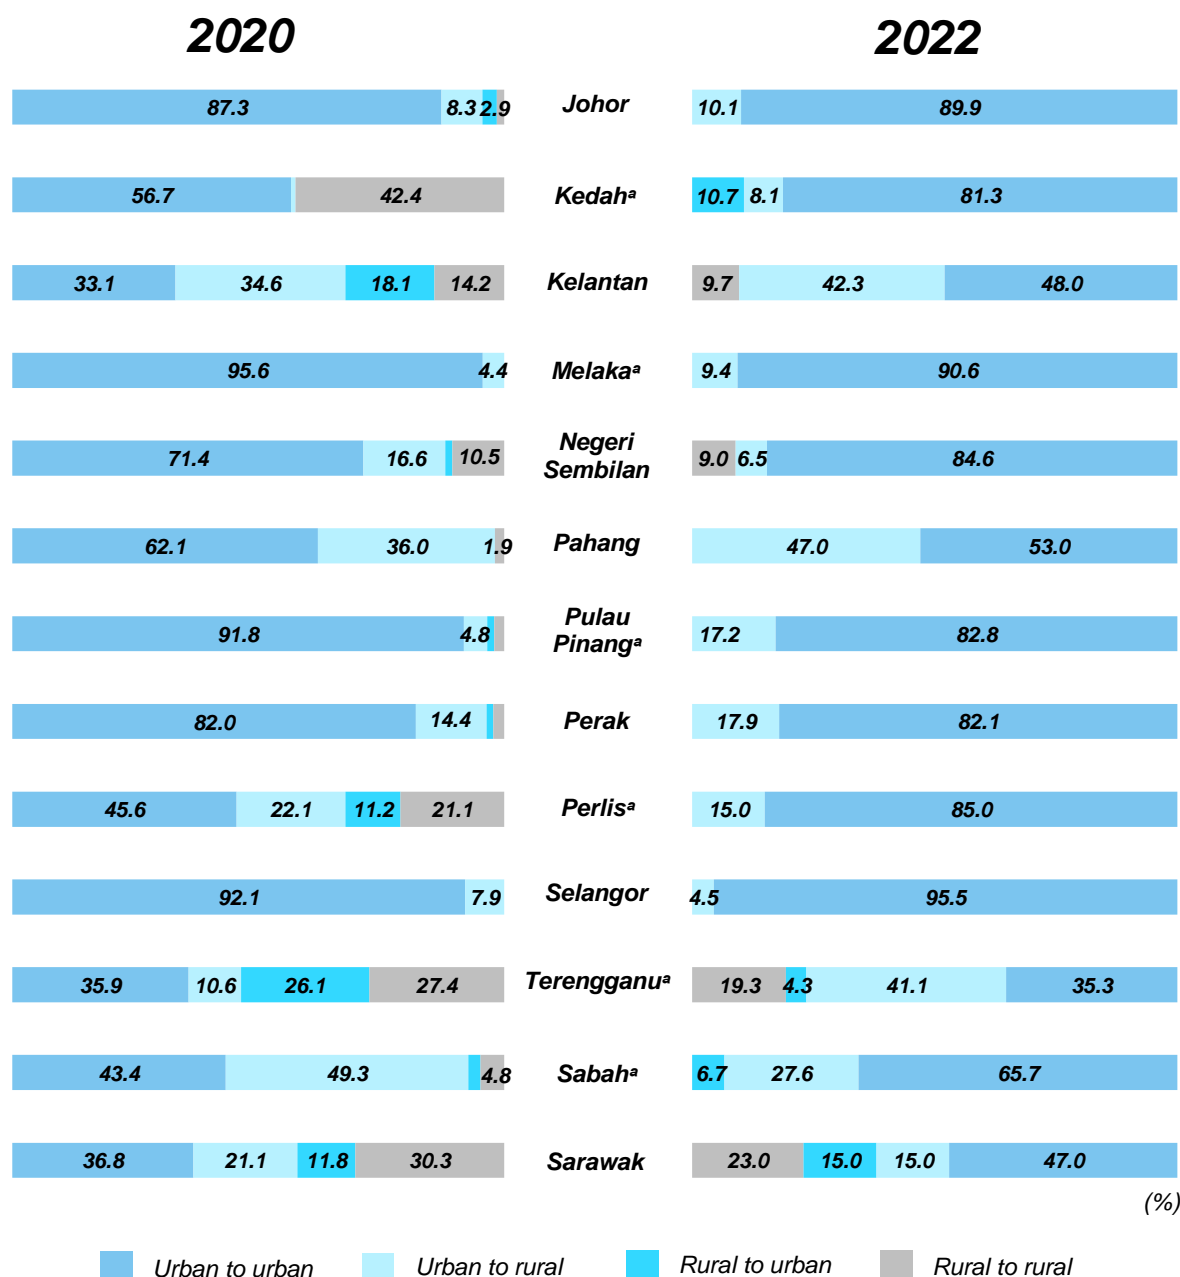 2020 2022
87.3 8.3 2.9 Johor 10.1 89.9
56.7 42.4 Kedahᵃ 10.7 8.1 81.3
33.1 34.6 18.1 14.2 Kelantan 9.7 42.3 48.0
95.6 4.4 Melakaᵃ 9.4 90.6
71.4 16.6 10.5 Negeri Sembilan 9.0 6.5 84.6
62.1 36.0 1.9 Pahang 47.0 53.0
91.8 4.8 Pulau Pinangᵃ 17.2 82.8
82.0 14.4 Perak 17.9 82.1
45.6 22.1 11.2 21.1 Perlisᵃ 15.0 85.0
92.1 7.9 Selangor 4.5 95.5
35.9 10.6 26.1 27.4 Terengganuᵃ 19.3 4.3 41.1 35.3
43.4 49.3 4.8 Sabahᵃ 6.7 27.6 65.7
36.8 21.1 11.8 30.3 Sarawak 23.0 15.0 15.0 47.0
(%)
Urban to urban Urban to rural Rural to urban Rural to rural